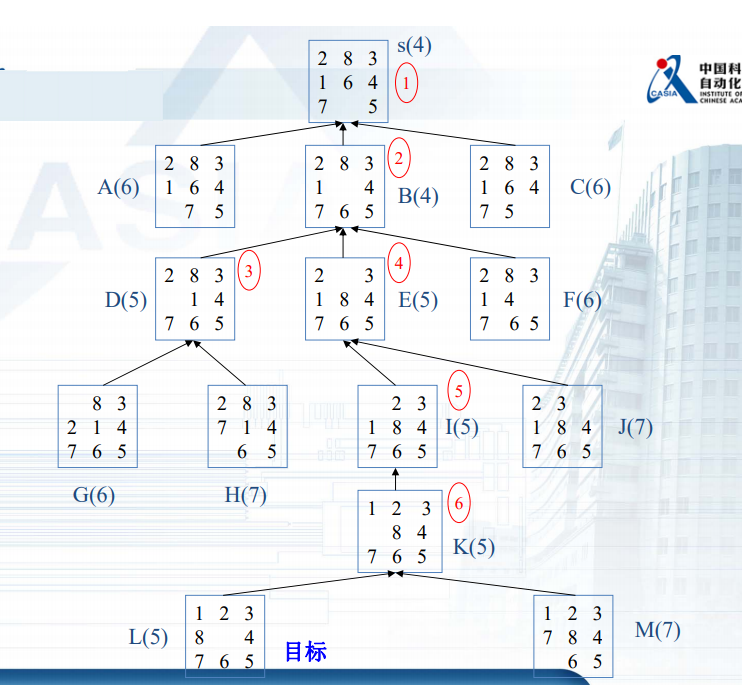 s(4)
2 8 3
1 6 4
7 5
①
CASIA
中国科
自动化
INSTITUTE OF
CHINESE ACA
A(6)
2 8 3
1 6 4
7 5
2 8 3
1 4
7 6 5
②
B(4)
2 8 3
1 6 4
7 5
C(6)
D(5)
2 8 3
1 4
7 6 5
③
2 3
1 8 4
7 6 5
④
E(5)
2 8 3
1 4
7 6 5
F(6)
8 3
2 1 4
7 6 5
G(6)
2 8 3
7 1 4
6 5
H(7)
2 3
1 8 4
7 6 5
⑤
I(5)
2 3
1 8 4
7 6 5
J(7)
1 2 3
8 4
7 6 5
⑥
K(5)
L(5)
1 2 3
8 4
7 6 5
目标
1 2 3
7 8 4
6 5
M(7)